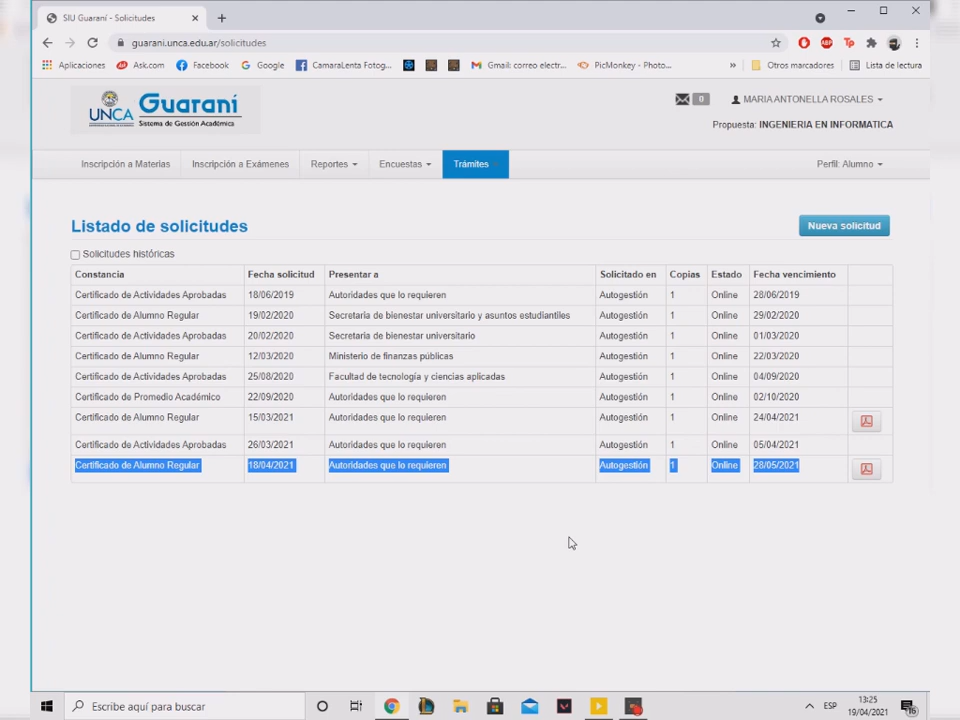 SIU Guaraní - Solicitudes
guarani.unca.edu.ar/solicitudes
Aplicaciones Ask.com Facebook Google CamaraLenta Fotog... Gmail: correo electr... PicMonkey - Photo... » Otros marcadores Lista de lectura
UNCA Guaraní
Sistema de Gestión Académica
0 MARIA ANTONELLA ROSALES
Propuesta: INGENIERIA EN INFORMATICA
Inscripción a Materias Inscripción a Exámenes Reportes Encuestas Trámites Perfil: Alumno
Listado de solicitudes Nueva solicitud
Solicitudes históricas
Constancia Fecha solicitud Presentar a Solicitado en Copias Estado Fecha vencimiento
Certificado de Actividades Aprobadas 18/06/2019 Autoridades que lo requieren Autogestión 1 Online 28/06/2019
Certificado de Alumno Regular 19/02/2020 Secretaria de bienestar universitario y asuntos estudiantiles Autogestión 1 Online 29/02/2020
Certificado de Actividades Aprobadas 20/02/2020 Secretaria de bienestar universitario Autogestión 1 Online 01/03/2020
Certificado de Alumno Regular 12/03/2020 Ministerio de finanzas públicas Autogestión 1 Online 22/03/2020
Certificado de Actividades Aprobadas 25/08/2020 Facultad de tecnología y ciencias aplicadas Autogestión 1 Online 04/09/2020
Certificado de Promedio Académico 22/09/2020 Autoridades que lo requieren Autogestión 1 Online 02/10/2020
Certificado de Alumno Regular 15/03/2021 Autoridades que lo requieren Autogestión 1 Online 24/04/2021
Certificado de Actividades Aprobadas 26/03/2021 Autoridades que lo requieren Autogestión 1 Online 05/04/2021
Certificado de Alumno Regular 18/04/2021 Autoridades que lo requieren Autogestión 1 Online 28/05/2021
Escribe aquí para buscar ESP 13:25
19/04/2021